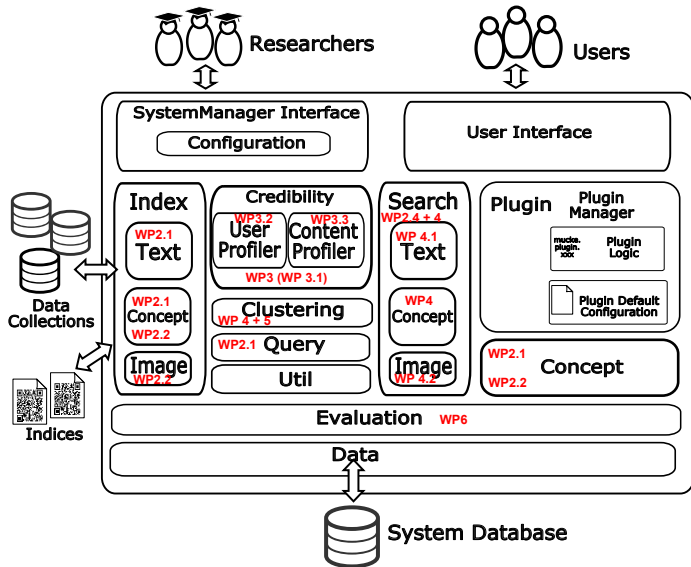 Researchers
Users
SystemManager Interface
Configuration
User Interface
Index
WP2.1
Text
WP2.1
Concept
WP2.2
Image
WP2.2
Credibility
WP3.2
User
Profiler
WP3.3
Content
Profiler
WP3 (WP 3.1)
Clustering
WP 4 + 5
WP2.1
Query
Util
Search
WP2.4 + 4
WP 4.1
Text
WP4
Concept
Image
WP 4.2
Plugin
Plugin
Manager
mucke.
plugin.
xxx
Plugin
Logic
Plugin Default
Configuration
WP2.1
Concept
WP2.2
Data
Collections
Indices
Evaluation
WP6
Data
System Database